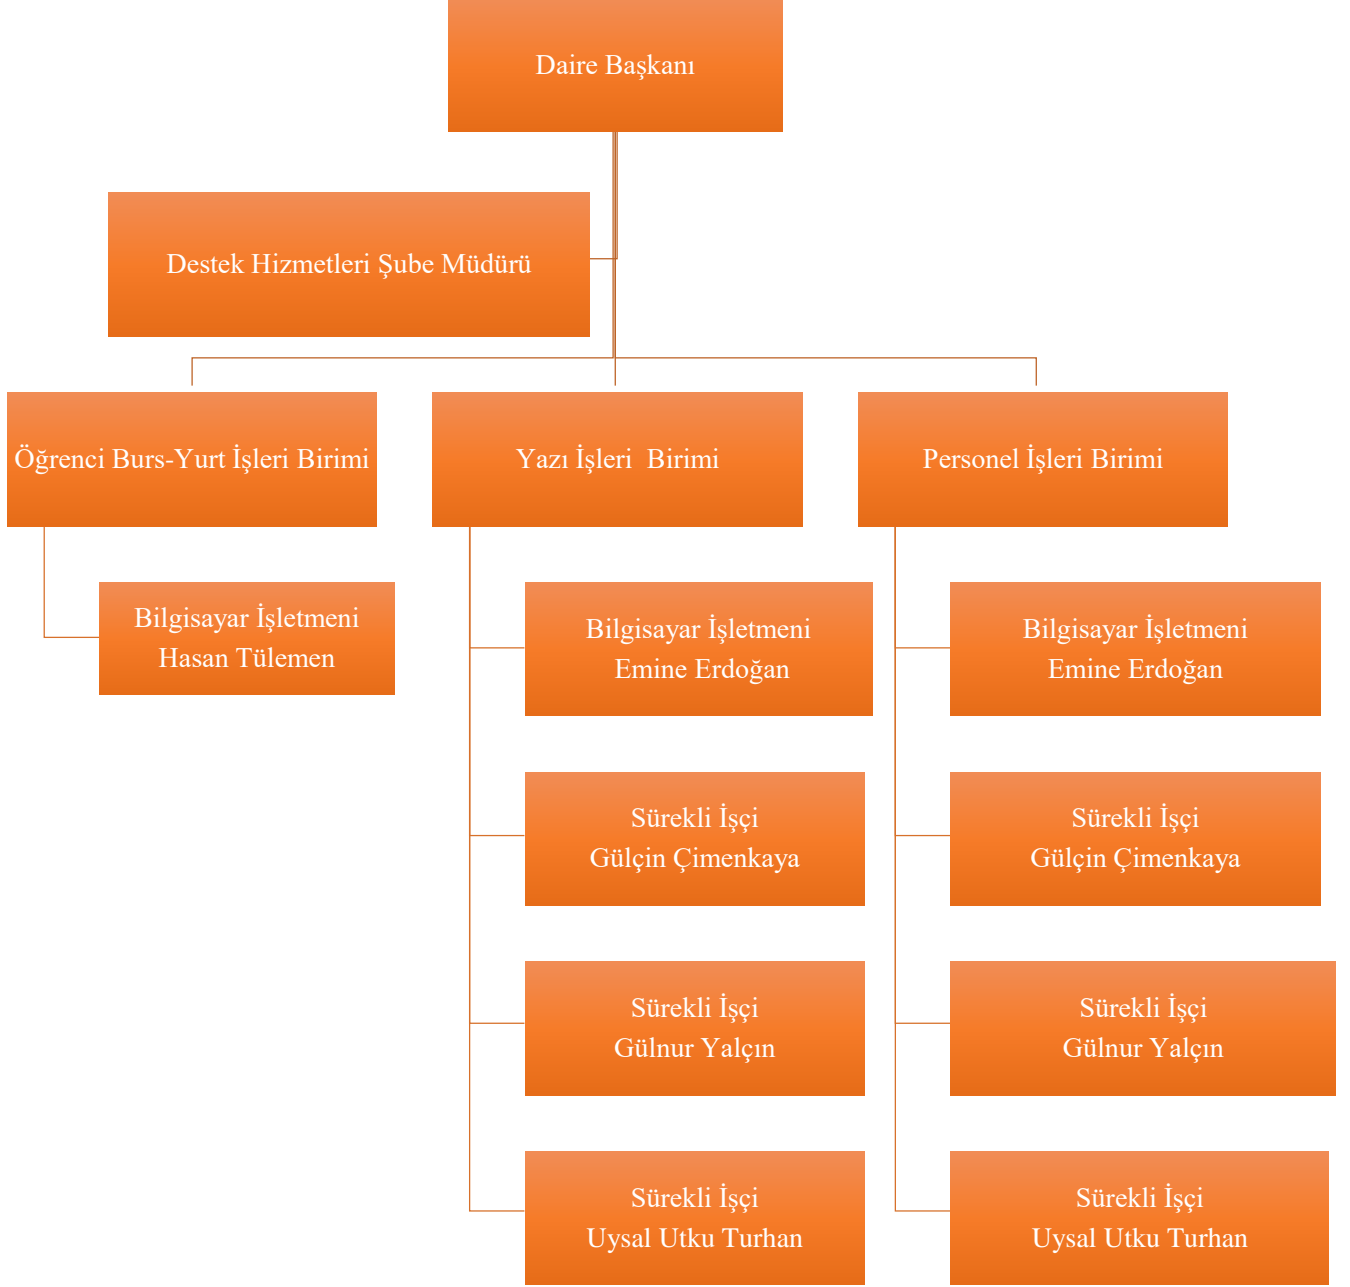 Daire Başkanı
Destek Hizmetleri Şube Müdürü
Öğrenci Burs-Yurt İşleri Birimi
Bilgisayar İşletmeni
Hasan Tülemen
Yazı İşleri  Birimi
Bilgisayar İşletmeni
Emine Erdoğan
Sürekli İşçi
Gülçin Çimenkaya
Sürekli İşçi
Gülnur Yalçın
Sürekli İşçi
Uysal Utku Turhan
Personel İşleri Birimi
Bilgisayar İşletmeni
Emine Erdoğan
Sürekli İşçi
Gülçin Çimenkaya
Sürekli İşçi
Gülnur Yalçın
Sürekli İşçi
Uysal Utku Turhan